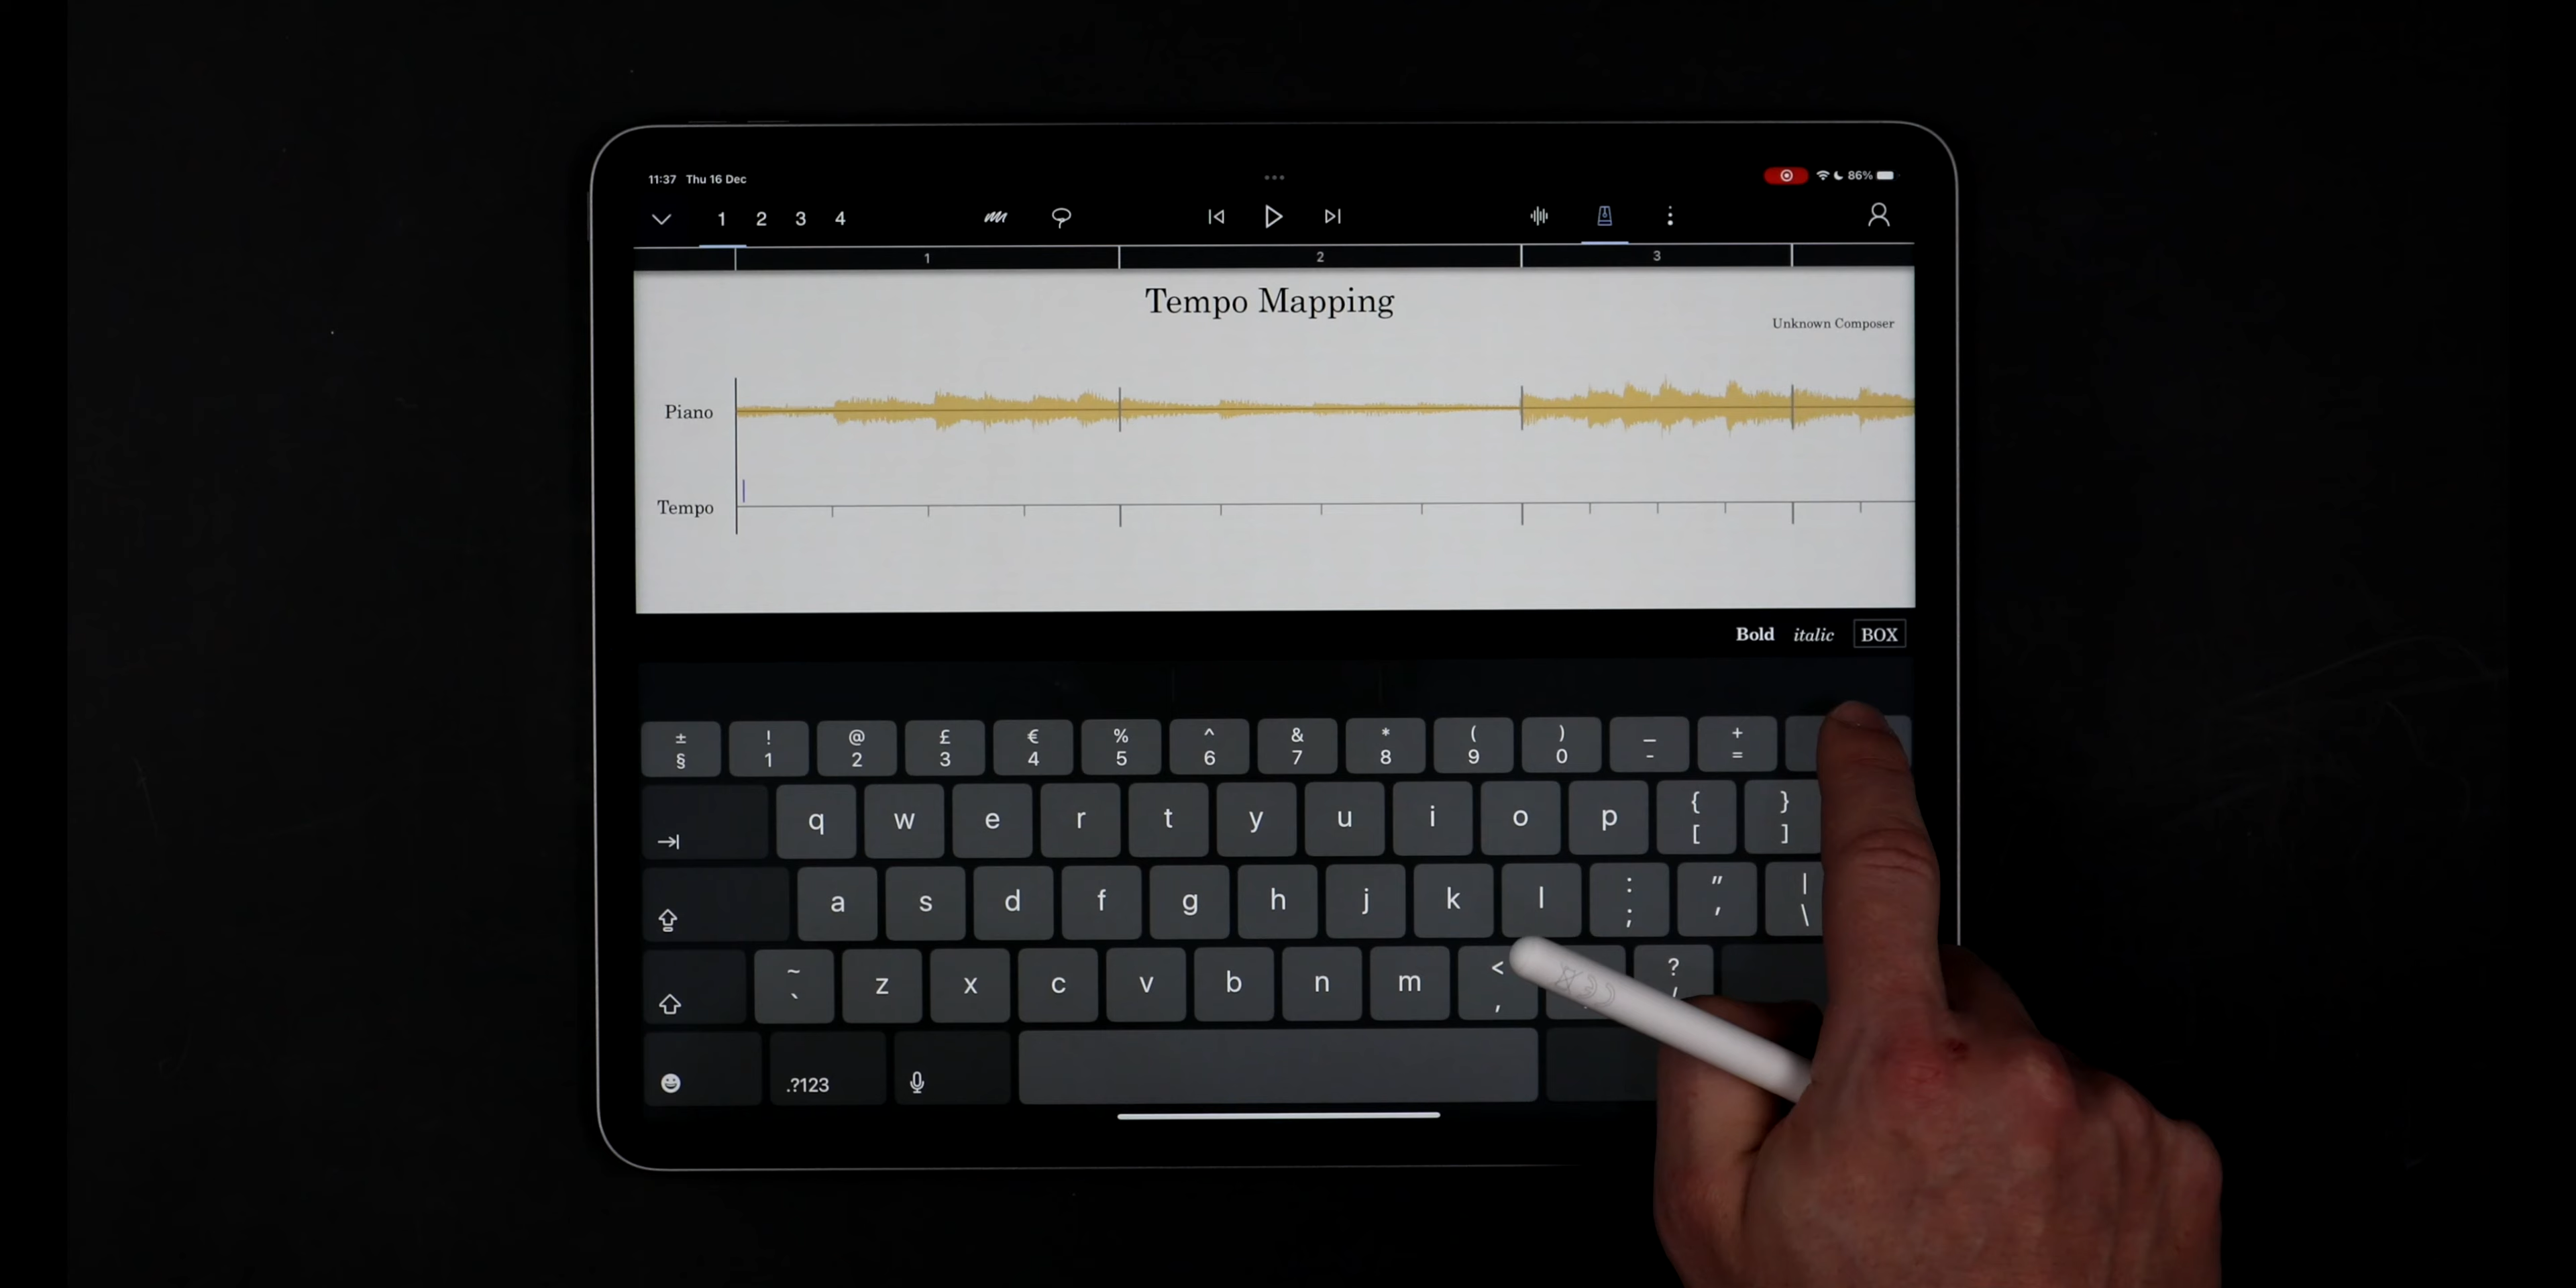 11:37 Thu 16 Dec
86%
1 2 3 4
1 2 3
Tempo Mapping
Unknown Composer
Piano
Tempo
Bold italic BOX
± ! @ £ € % ^ & * ( ) _ +
§ 1 2 3 4 5 6 7 8 9 0 - =
q w e r t y u i o p { }
[ ]
a s d f g h j k l : " |
; ' \
~ z x c v b n m < ?
` ,
.?123